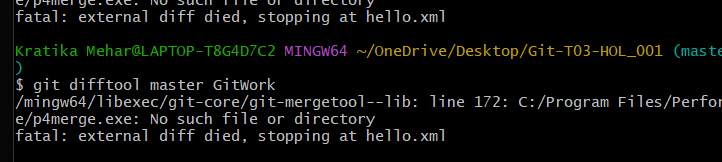 e/p4merge.exe: No such file or directory
fatal: external diff died, stopping at hello.xml
Kratika Mehar@LAPTOP-T8G4D7C2 MINGW64 ~/OneDrive/Desktop/Git-T03-HOL_001 (maste
)
$ git difftool master GitWork
/mingw64/libexec/git-core/git-mergetool--lib: line 172: C:/Program Files/Perfor
e/p4merge.exe: No such file or directory
fatal: external diff died, stopping at hello.xml